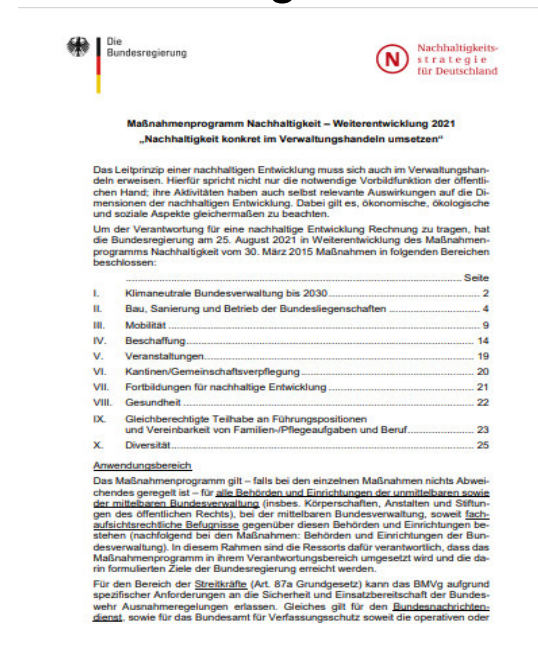 Die
Bundesregierung
N
Nachhaltigkeits-
strategie
für Deutschland
Maßnahmenprogramm Nachhaltigkeit – Weiterentwicklung 2021
„Nachhaltigkeit konkret im Verwaltungshandeln umsetzen“
Das Leitprinzip einer nachhaltigen Entwicklung muss sich auch im Verwaltungshan-
deln erweisen. Hierfür spricht nicht nur die notwendige Vorbildfunktion der öffentli-
chen Hand; ihre Aktivitäten haben auch selbst relevante Auswirkungen auf die Di-
mensionen der nachhaltigen Entwicklung. Dabei gilt es, ökonomische, ökologische
und soziale Aspekte gleichermaßen zu beachten.
Um der Verantwortung für eine nachhaltige Entwicklung Rechnung zu tragen, hat
die Bundesregierung am 25. August 2021 in Weiterentwicklung des Maßnahmen-
programms Nachhaltigkeit vom 30. März 2015 Maßnahmen in folgenden Bereichen
beschlossen:
Seite
I. Klimaneutrale Bundesverwaltung bis 2030 2
II. Bau, Sanierung und Betrieb der Bundesliegenschaften 4
III. Mobilität 9
IV. Beschaffung 14
V. Veranstaltungen 19
VI. Kantinen/Gemeinschaftsverpflegung 20
VII. Fortbildungen für nachhaltige Entwicklung 21
VIII. Gesundheit 22
IX. Gleichberechtigte Teilhabe an Führungspositionen
und Vereinbarkeit von Familien-/Pflegeaufgaben und Beruf 23
X. Diversität 25
Anwendungsbereich
Das Maßnahmenprogramm gilt – falls bei den einzelnen Maßnahmen nichts Abwei-
chendes geregelt ist – für alle Behörden und Einrichtungen der unmittelbaren sowie
der mittelbaren Bundesverwaltung (insbes. Körperschaften, Anstalten und Stiftun-
gen des öffentlichen Rechts), bei der mittelbaren Bundesverwaltung, soweit fach-
aufsichtsrechtliche Befugnisse gegenüber diesen Behörden und Einrichtungen be-
stehen (nachfolgend bei den Maßnahmen: Behörden und Einrichtungen der Bun-
desverwaltung). In diesem Rahmen sind die Ressorts dafür verantwortlich, dass das
Maßnahmenprogramm in ihrem Verantwortungsbereich umgesetzt wird und die da-
rin formulierten Ziele der Bundesregierung erreicht werden.
Für den Bereich der Streitkräfte (Art. 87a Grundgesetz) kann das BMVg aufgrund
spezifischer Anforderungen an die Sicherheit und Einsatzbereitschaft der Bundes-
wehr Ausnahmeregelungen erlassen. Gleiches gilt für den Bundesnachrichten-
dienst, sowie für das Bundesamt für Verfassungsschutz soweit die operativen oder